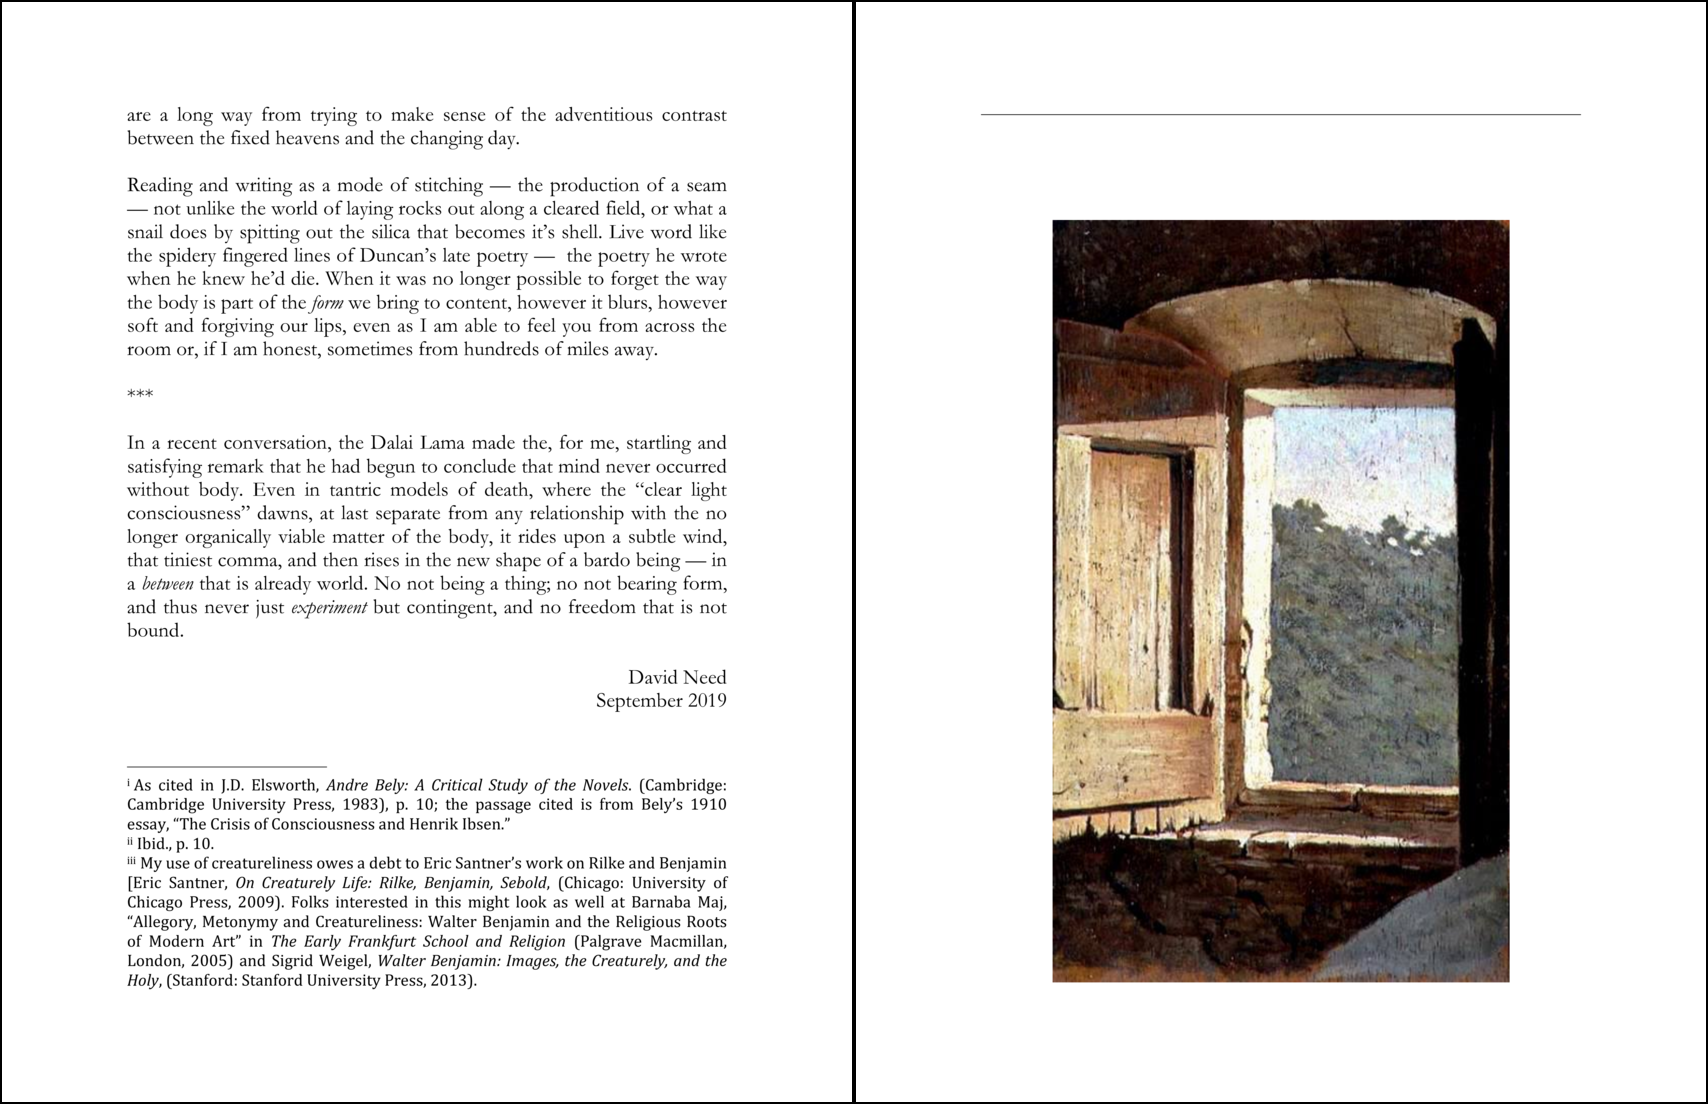 are a long way from trying to make sense of the adventitious contrast
between the fixed heavens and the changing day.
Reading and writing as a mode of stitching — the production of a seam
— not unlike the world of laying rocks out along a cleared field, or what a
snail does by spitting out the silica that becomes it’s shell. Live word like
the spidery fingered lines of Duncan’s late poetry — the poetry he wrote
when he knew he’d die. When it was no longer possible to forget the way
the body is part of the form we bring to content, however it blurs, however
soft and forgiving our lips, even as I am able to feel you from across the
room or, if I am honest, sometimes from hundreds of miles away.
***
In a recent conversation, the Dalai Lama made the, for me, startling and
satisfying remark that he had begun to conclude that mind never occurred
without body. Even in tantric models of death, where the “clear light
consciousness” dawns, at last separate from any relationship with the no
longer organically viable matter of the body, it rides upon a subtle wind,
that tiniest comma, and then rises in the new shape of a bardo being — in
a between that is already world. No not being a thing; no not bearing form,
and thus never just experiment but contingent, and no freedom that is not
bound.
David Need
September 2019
i As cited in J.D. Elsworth, Andre Bely: A Critical Study of the Novels. (Cambridge:
Cambridge University Press, 1983), p. 10; the passage cited is from Bely’s 1910
essay, “The Crisis of Consciousness and Henrik Ibsen.”
ii Ibid., p. 10.
iii My use of creatureliness owes a debt to Eric Santner’s work on Rilke and Benjamin
[Eric Santner, On Creaturely Life: Rilke, Benjamin, Sebold, (Chicago: University of
Chicago Press, 2009). Folks interested in this might look as well at Barnaba Maj,
“Allegory, Metonymy and Creatureliness: Walter Benjamin and the Religious Roots
of Modern Art” in The Early Frankfurt School and Religion (Palgrave Macmillan,
London, 2005) and Sigrid Weigel, Walter Benjamin: Images, the Creaturely, and the
Holy, (Stanford: Stanford University Press, 2013).